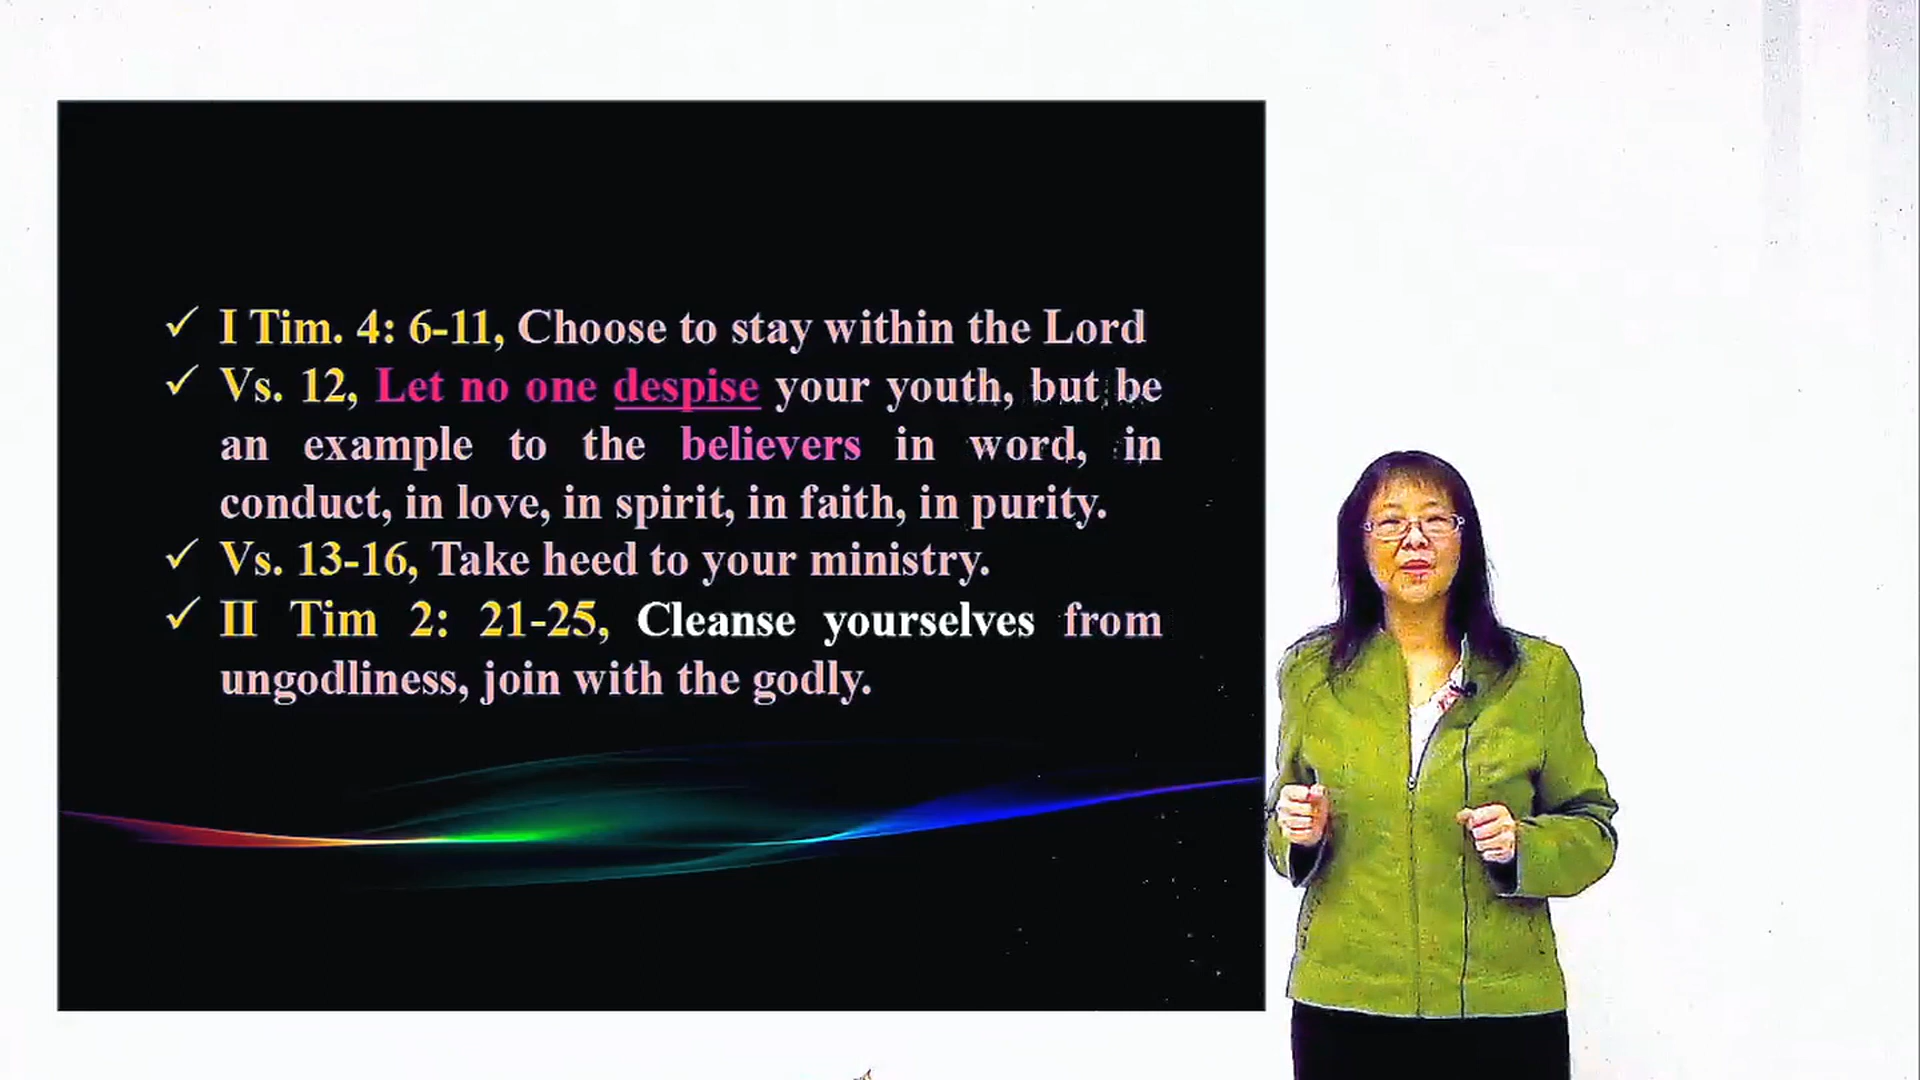 ✓ I Tim. 4: 6-11, Choose to stay within the Lord
✓ Vs. 12, Let no one despise your youth, but be
an example to the believers in word, in
conduct, in love, in spirit, in faith, in purity.
✓ Vs. 13-16, Take heed to your ministry.
✓ II Tim 2: 21-25, Cleanse yourselves from
ungodliness, join with the godly.